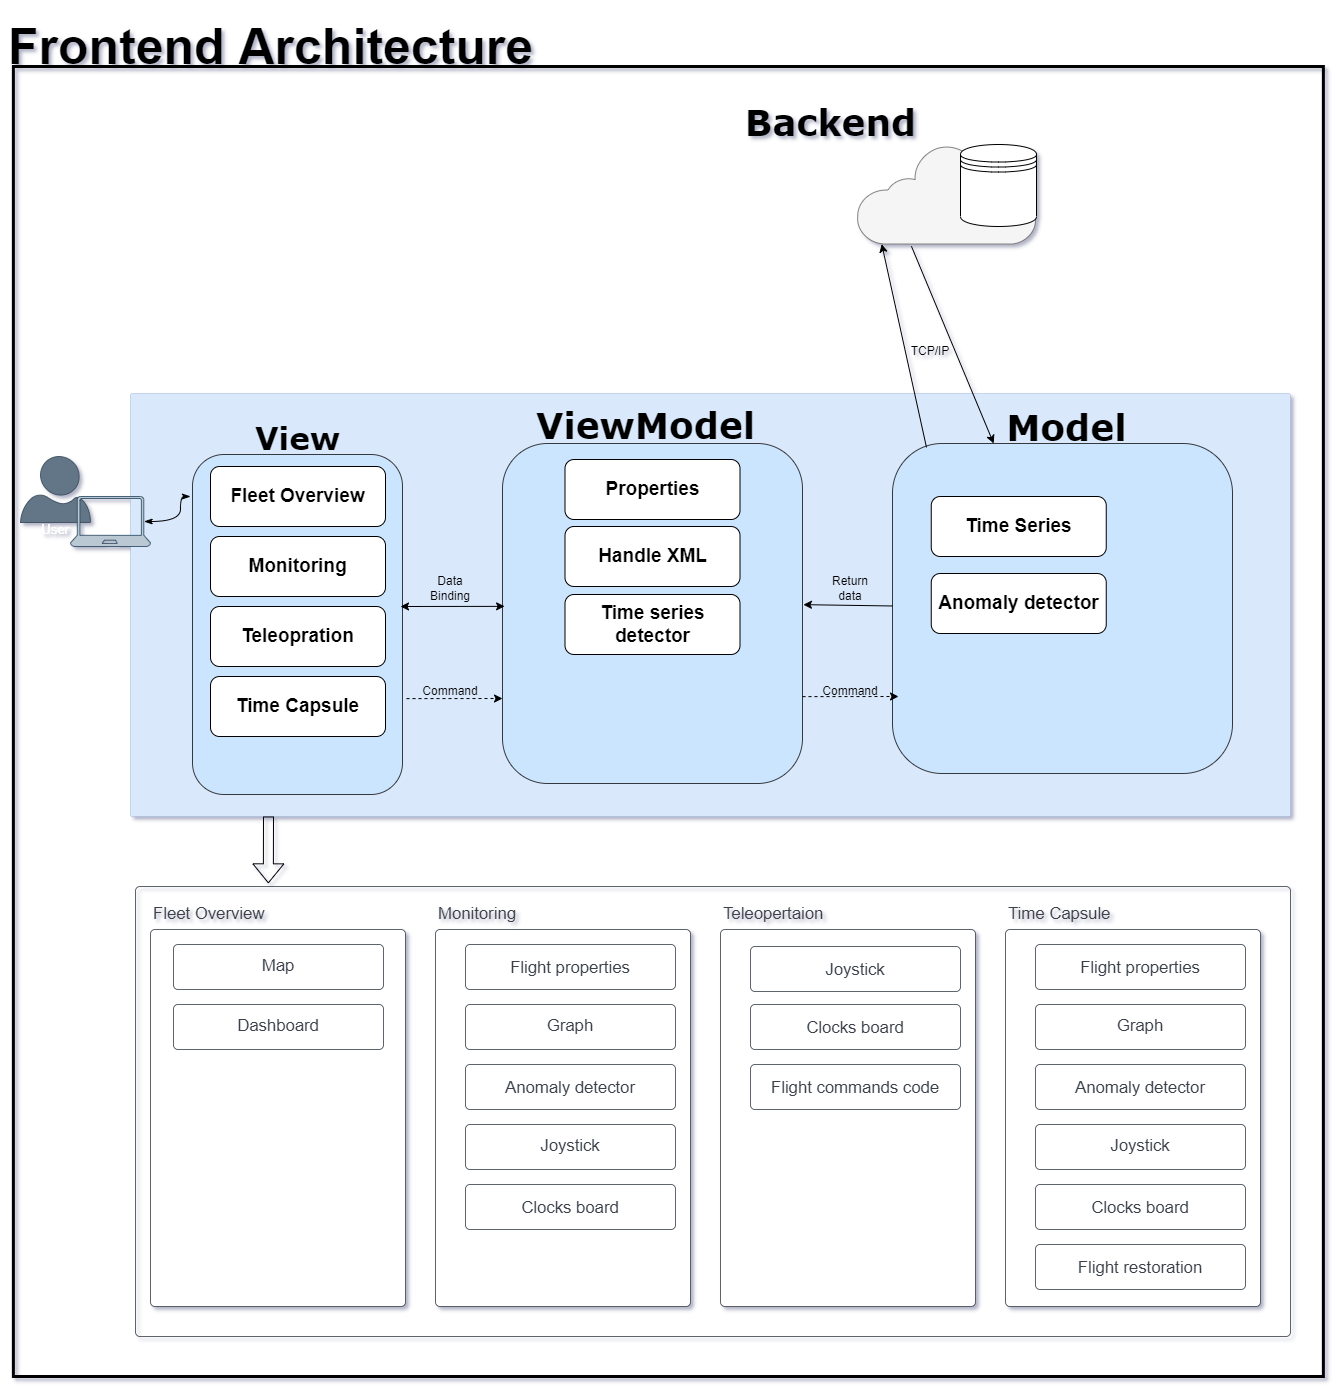 Frontend Architecture
Backend
TCP/IP
View
ViewModel
Model
User
Fleet Overview
Monitoring
Teleopration
Time Capsule
Data
Binding
Command
Properties
Handle XML
Time series
detector
Return
data
Command
Time Series
Anomaly detector
Fleet Overview
Map
Dashboard
Monitoring
Flight properties
Graph
Anomaly detector
Joystick
Clocks board
Teleopertaion
Joystick
Clocks board
Flight commands code
Time Capsule
Flight properties
Graph
Anomaly detector
Joystick
Clocks board
Flight restoration